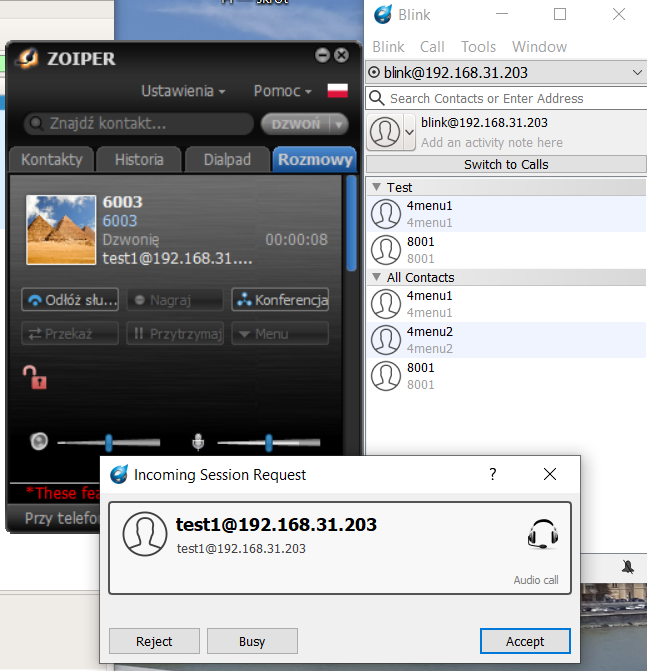 ZOIPER
Ustawienia
Pomoc
Znajdź kontakt...
DZWOŃ
Kontakty
Historia
Dialpad
Rozmowy
6003
6003
Dzwonię
00:00:08
test1@192.168.31....
Odłóż słu...
Nagraj
Konferencja
Przekaż
Przytrzymaj
Menu
*These fea
Przy telefon
Blink
Blink Call Tools Window
blink@192.168.31.203
Search Contacts or Enter Address
blink@192.168.31.203
Add an activity note here
Switch to Calls
Test
4menu1
4menu1
8001
8001
All Contacts
4menu1
4menu1
4menu2
4menu2
8001
8001
Incoming Session Request
?
test1@192.168.31.203
test1@192.168.31.203
Audio call
Reject
Busy
Accept